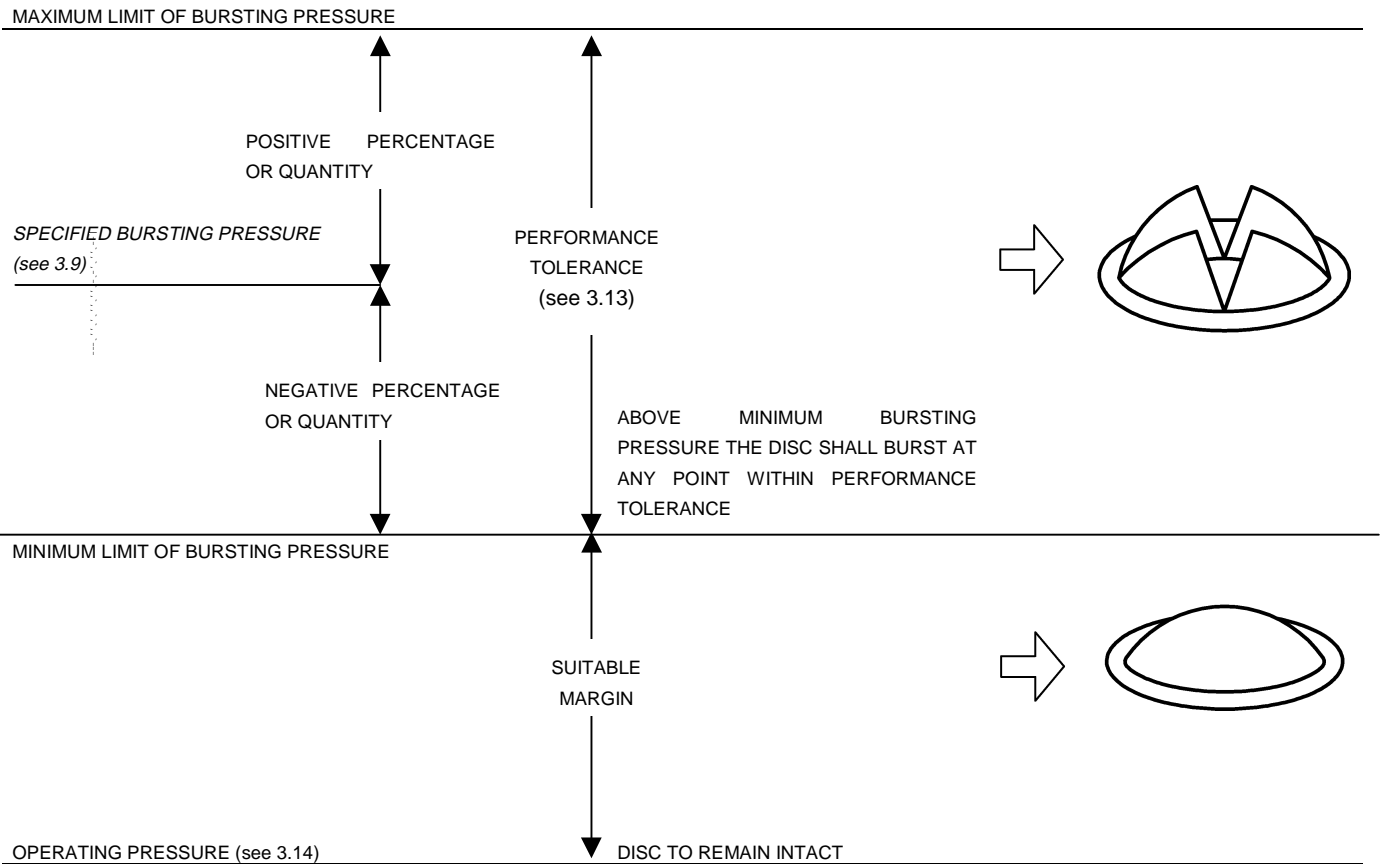 MAXIMUM LIMIT OF BURSTING PRESSURE
POSITIVE PERCENTAGE
OR QUANTITY
SPECIFIED BURSTING PRESSURE
(see 3.9)
PERFORMANCE
TOLERANCE
(see 3.13)
NEGATIVE PERCENTAGE
OR QUANTITY
ABOVE MINIMUM BURSTING
PRESSURE THE DISC SHALL BURST AT
ANY POINT WITHIN PERFORMANCE
TOLERANCE
MINIMUM LIMIT OF BURSTING PRESSURE
SUITABLE
MARGIN
OPERATING PRESSURE (see 3.14)
DISC TO REMAIN INTACT